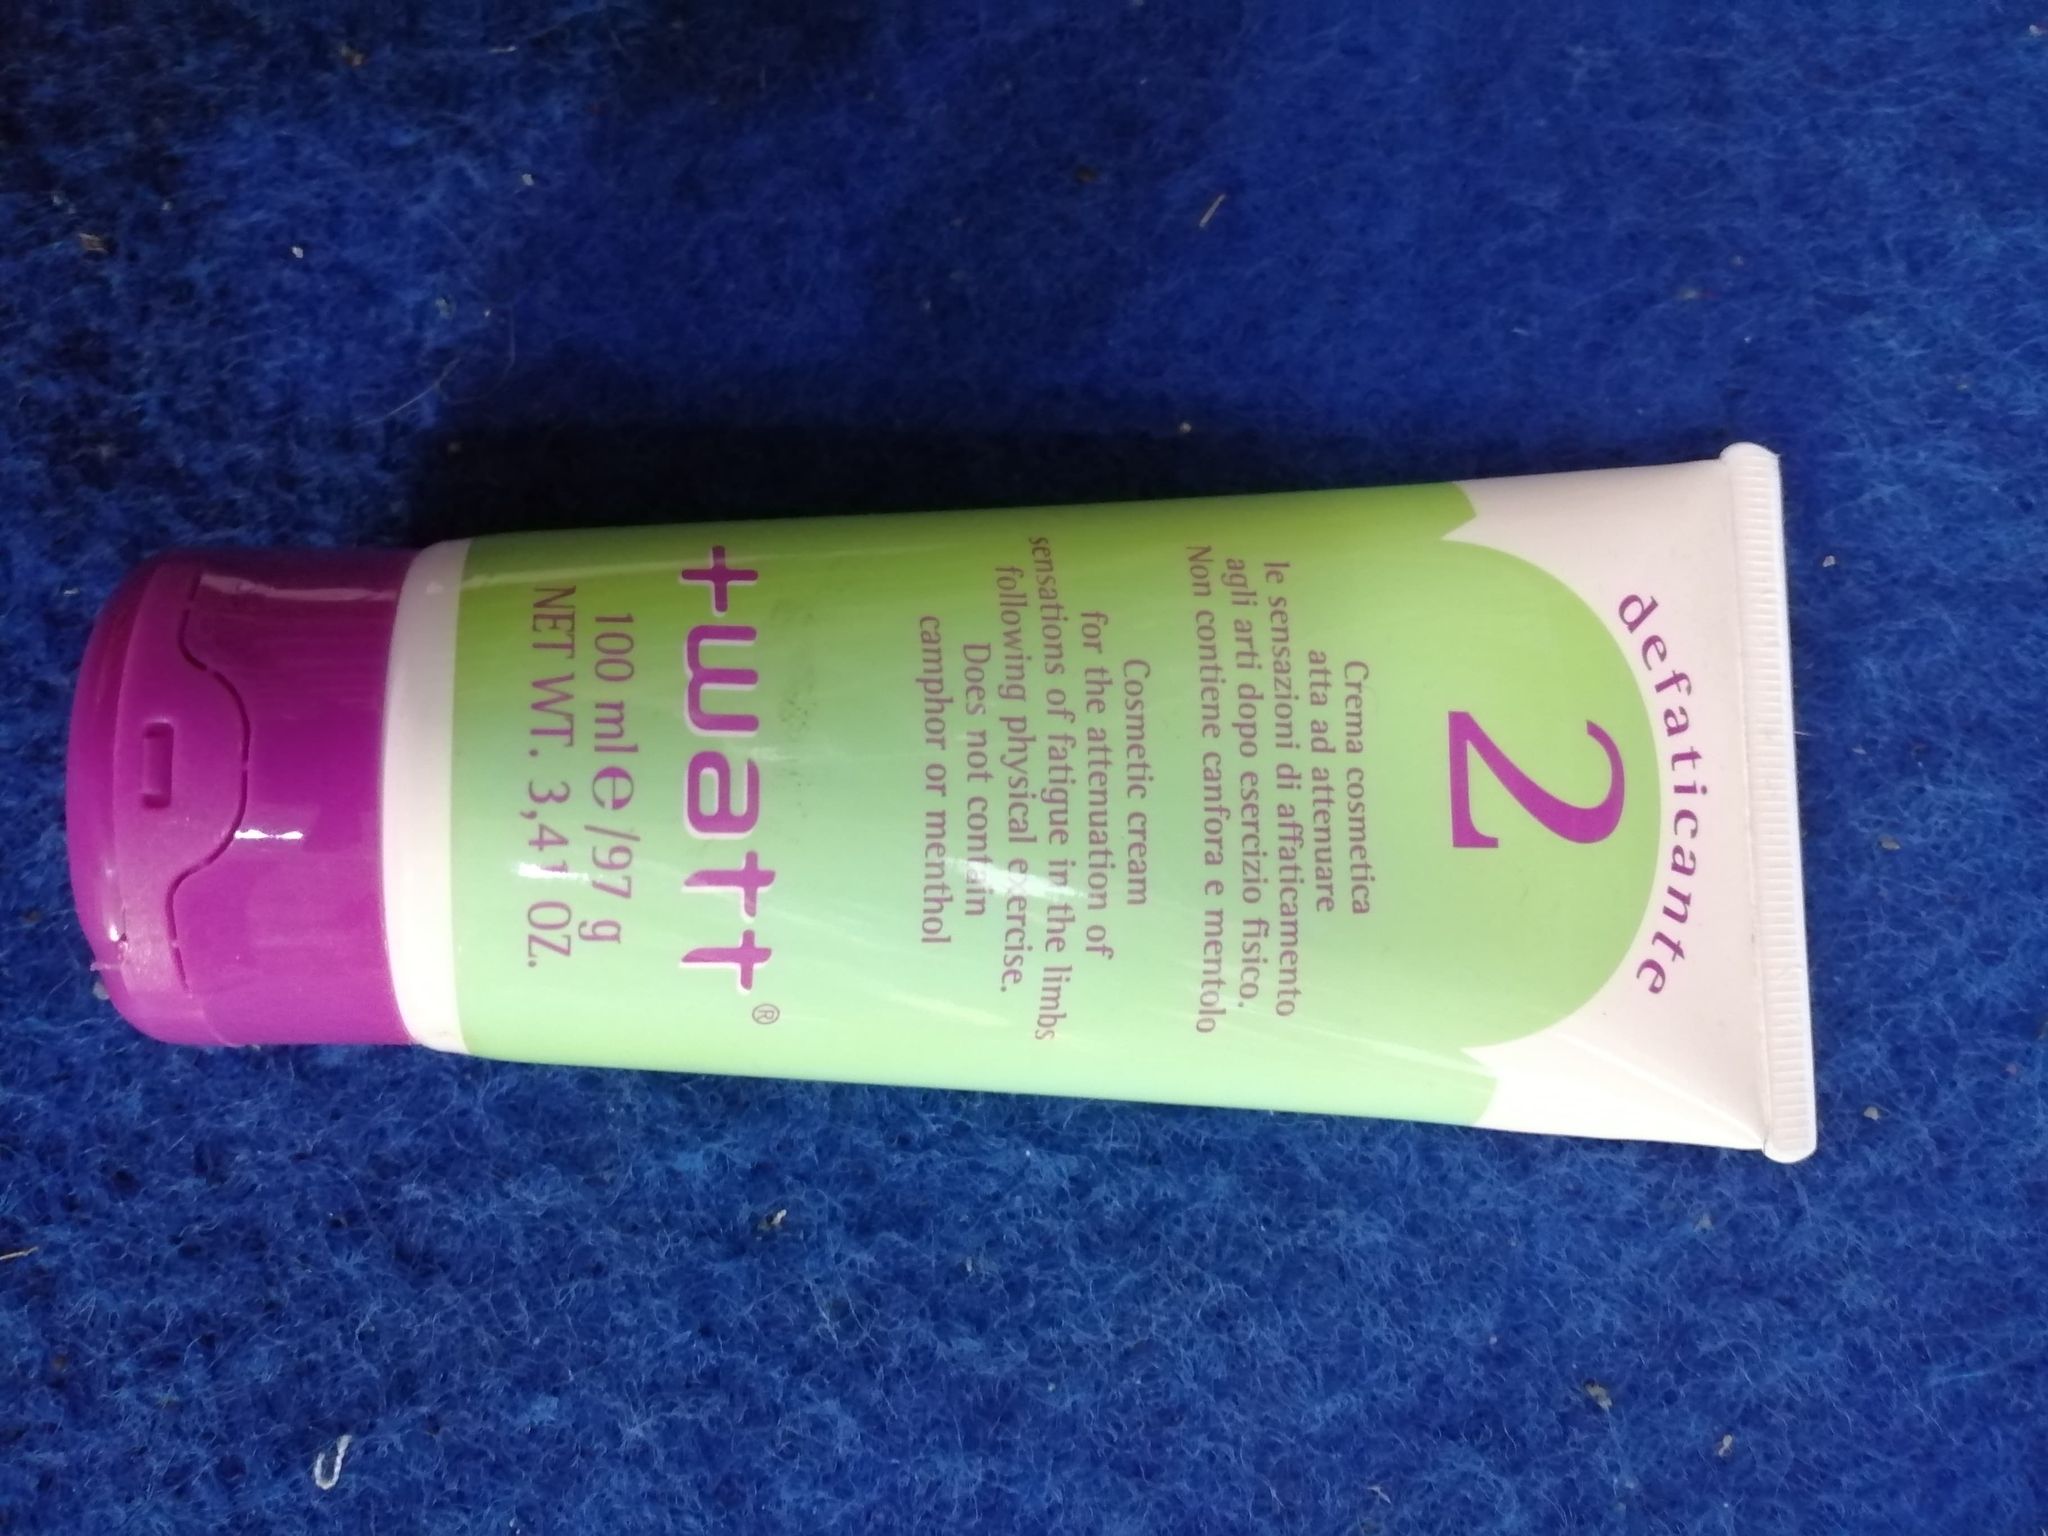 defaticante
2
Crema cosmetica
atta ad attenuare
le sensazioni di affaticamento
agli arti dopo esercizio fisico.
Non contiene canfora e mentolo
Cosmetic cream
for the attenuation of
sensations of fatigue in the limbs
following physical exercise.
Does not contain
camphor or menthol
+watt®
100 ml e /97 g
NET WT. 3,41 OZ.